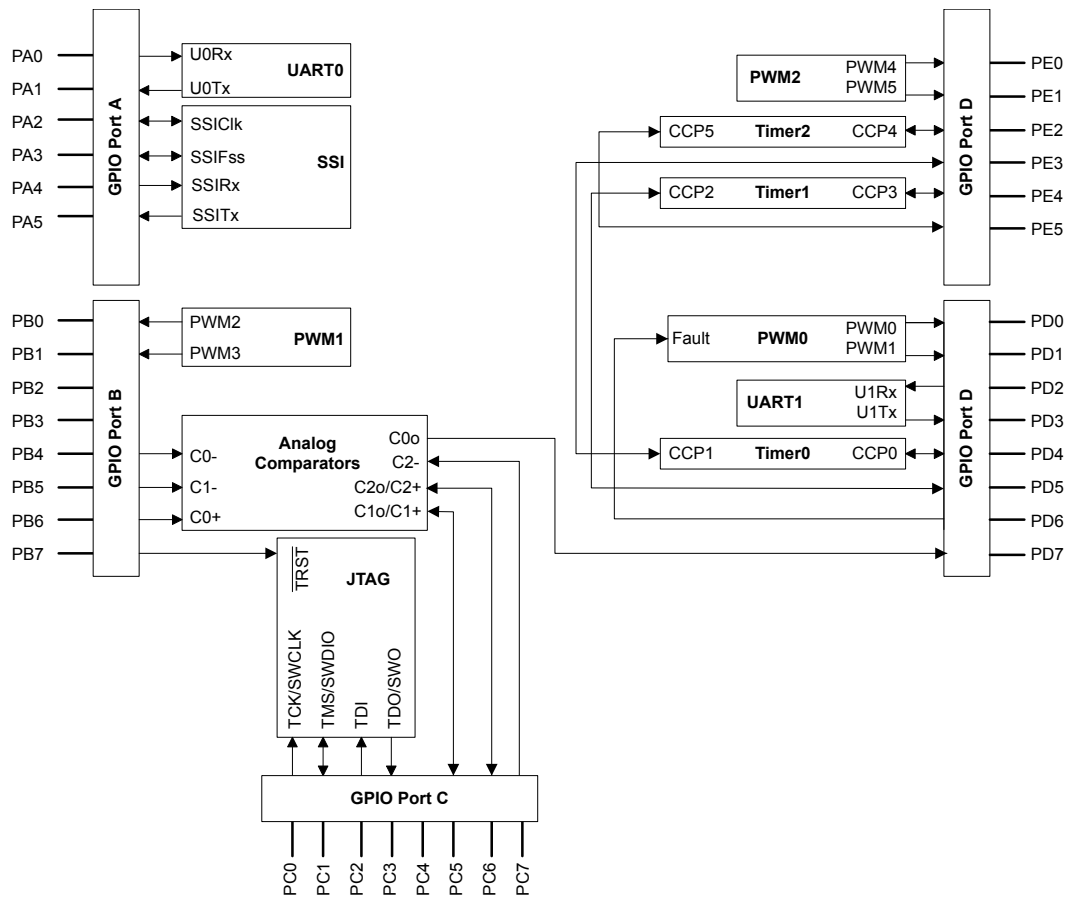 PA0
PA1
PA2
PA3
PA4
PA5
GPIO Port A
U0Rx
U0Tx
UART0
SSIClk
SSIFss
SSIRx
SSITx
SSI
PB0
PB1
PB2
PB3
PB4
PB5
PB6
PB7
GPIO Port B
PWM2
PWM3
PWM1
Analog
Comparators
C0-
C1-
C0+
C0o
C2-
C2o/C2+
C1o/C1+
JTAG
TRST
TCK/SWCLK
TMS/SWDIO
TDI
TDO/SWO
GPIO Port C
PC0
PC1
PC2
PC3
PC4
PC5
PC6
PC7
PWM2
PWM4
PWM5
CCP5
Timer2
CCP4
CCP2
Timer1
CCP3
GPIO Port D
PE0
PE1
PE2
PE3
PE4
PE5
Fault
PWM0
PWM0
PWM1
UART1
U1Rx
U1Tx
CCP1
Timer0
CCP0
GPIO Port D
PD0
PD1
PD2
PD3
PD4
PD5
PD6
PD7